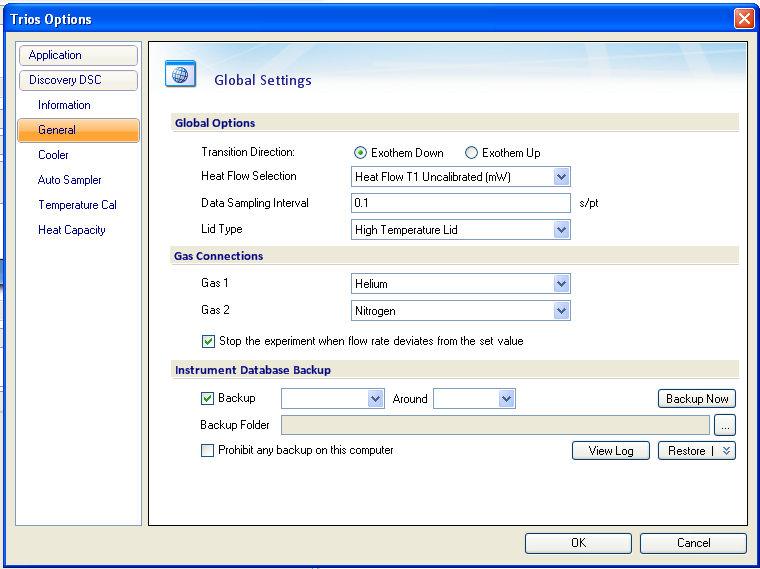 Trios Options
Application
Discovery DSC
Information
General
Cooler
Auto Sampler
Temperature Cal
Heat Capacity
Global Settings
Global Options
Transition Direction: Exothem Down Exothem Up
Heat Flow Selection Heat Flow T1 Uncalibrated (mW)
Data Sampling Interval 0.1 s/pt
Lid Type High Temperature Lid
Gas Connections
Gas 1 Helium
Gas 2 Nitrogen
Stop the experiment when flow rate deviates from the set value
Instrument Database Backup
Backup Around Backup Now
Backup Folder ...
Prohibit any backup on this computer View Log Restore
OK Cancel